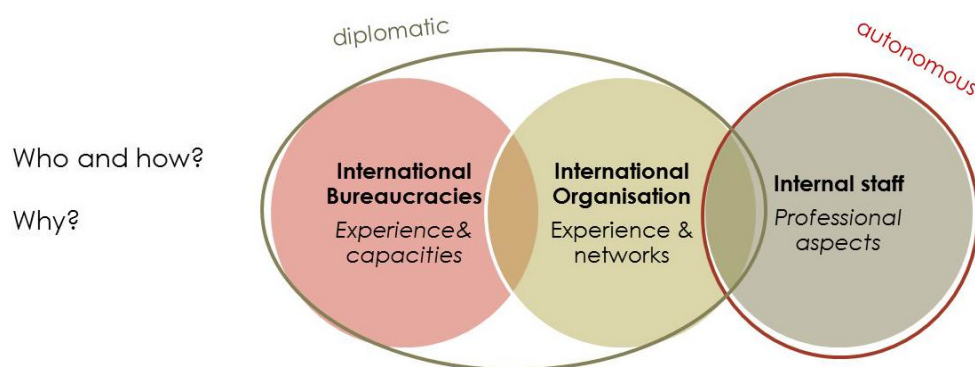 diplomatic
autonomous
Who and how?
Why?
International
Bureaucracies
Experience&
capacities
International
Organisation
Experience &
networks
Internal staff
Professional
aspects